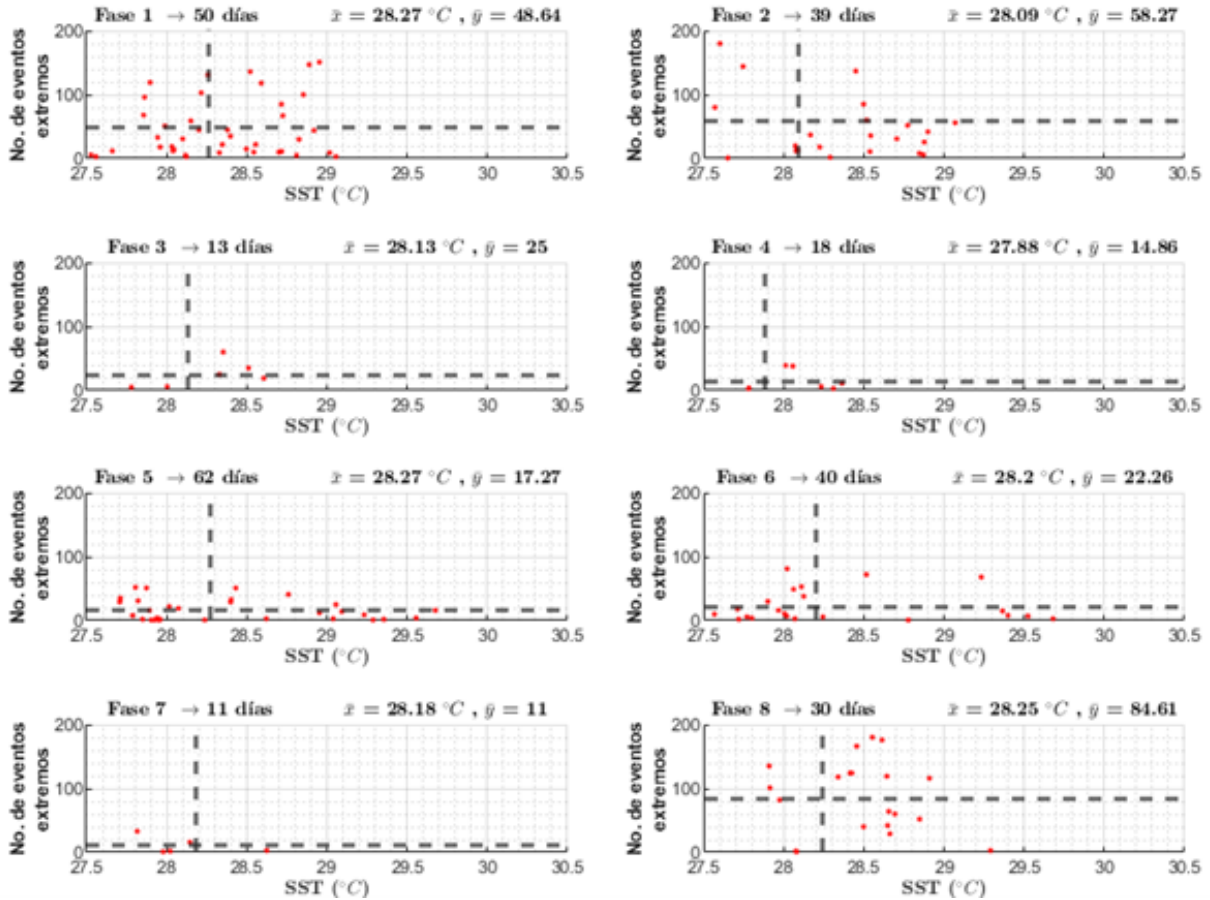 Fase 1 → 50 días x̄ = 28.27 °C , ȳ = 48.64
No. de eventos
extremos
200
100
0
27.5 28 28.5 29 29.5 30 30.5
SST (°C)
Fase 2 → 39 días x̄ = 28.09 °C , ȳ = 58.27
No. de eventos
extremos
200
100
0
27.5 28 28.5 29 29.5 30 30.5
SST (°C)
Fase 3 → 13 días x̄ = 28.13 °C , ȳ = 25
No. de eventos
extremos
200
100
0
27.5 28 28.5 29 29.5 30 30.5
SST (°C)
Fase 4 → 18 días x̄ = 27.88 °C , ȳ = 14.86
No. de eventos
extremos
200
100
0
27.5 28 28.5 29 29.5 30 30.5
SST (°C)
Fase 5 → 62 días x̄ = 28.27 °C , ȳ = 17.27
No. de eventos
extremos
200
100
0
27.5 28 28.5 29 29.5 30 30.5
SST (°C)
Fase 6 → 40 días x̄ = 28.2 °C , ȳ = 22.26
No. de eventos
extremos
200
100
0
27.5 28 28.5 29 29.5 30 30.5
SST (°C)
Fase 7 → 11 días x̄ = 28.18 °C , ȳ = 11
No. de eventos
extremos
200
100
0
27.5 28 28.5 29 29.5 30 30.5
SST (°C)
Fase 8 → 30 días x̄ = 28.25 °C , ȳ = 84.61
No. de eventos
extremos
200
100
0
27.5 28 28.5 29 29.5 30 30.5
SST (°C)